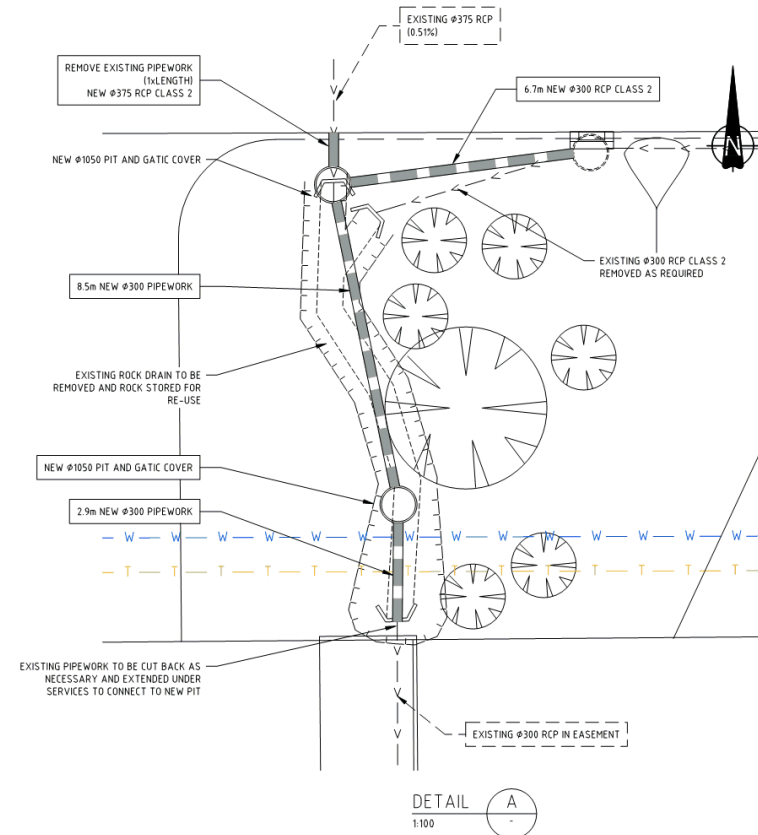 EXISTING Ø375 RCP
(0.51%)
REMOVE EXISTING PIPEWORK
(1xLENGTH)
NEW Ø375 RCP CLASS 2
6.7m NEW Ø300 RCP CLASS 2
N
NEW Ø1050 PIT AND GATIC COVER
EXISTING Ø300 RCP CLASS 2
REMOVED AS REQUIRED
8.5m NEW Ø300 PIPEWORK
EXISTING ROCK DRAIN TO BE
REMOVED AND ROCK STORED FOR
RE-USE
NEW Ø1050 PIT AND GATIC COVER
2.9m NEW Ø300 PIPEWORK
W W W W W W W W W W W W W W
T T T T T T T T T T T T T T
EXISTING PIPEWORK TO BE CUT BACK AS
NECESSARY AND EXTENDED UNDER
SERVICES TO CONNECT TO NEW PIT
EXISTING Ø300 RCP IN EASEMENT
DETAIL A
1:100 -